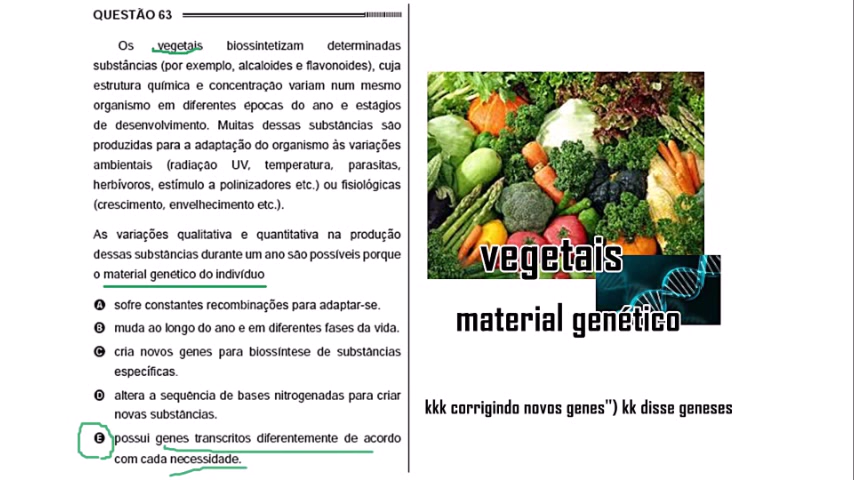 QUESTÃO 63
Os vegetais biossintetizam determinadas
substâncias (por exemplo, alcaloides e flavonoides), cuja
estrutura química e concentração variam num mesmo
organismo em diferentes épocas do ano e estágios
de desenvolvimento. Muitas dessas substâncias são
produzidas para a adaptação do organismo às variações
ambientais (radiação UV, temperatura, parasitas,
herbívoros, estímulo a polinizadores etc.) ou fisiológicas
(crescimento, envelhecimento etc.).
As variações qualitativa e quantitativa na produção
dessas substâncias durante um ano são possíveis porque
o material genético do indivíduo
A sofre constantes recombinações para adaptar-se.
B muda ao longo do ano e em diferentes fases da vida.
C cria novos genes para biossíntese de substâncias
específicas.
D altera a sequência de bases nitrogenadas para criar
novas substâncias.
E possui genes transcritos diferentemente de acordo
com cada necessidade.
vegetais
material genético
kkk corrigindo novos genes") kk disse geneses